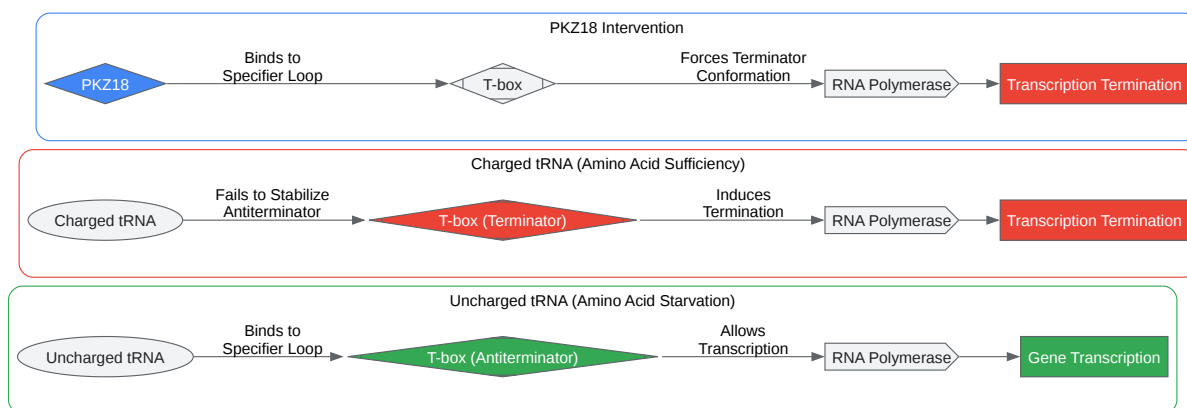 PKZ18 Intervention
PKZ18
Binds to
Specifier Loop
T-box
Forces Terminator
Conformation
RNA Polymerase
Transcription Termination
Charged tRNA (Amino Acid Sufficiency)
Charged tRNA
Fails to Stabilize
Antiterminator
T-box (Terminator)
Induces
Termination
RNA Polymerase
Transcription Termination
Uncharged tRNA (Amino Acid Starvation)
Uncharged tRNA
Binds to
Specifier Loop
T-box (Antiterminator)
Allows
Transcription
RNA Polymerase
Gene Transcription